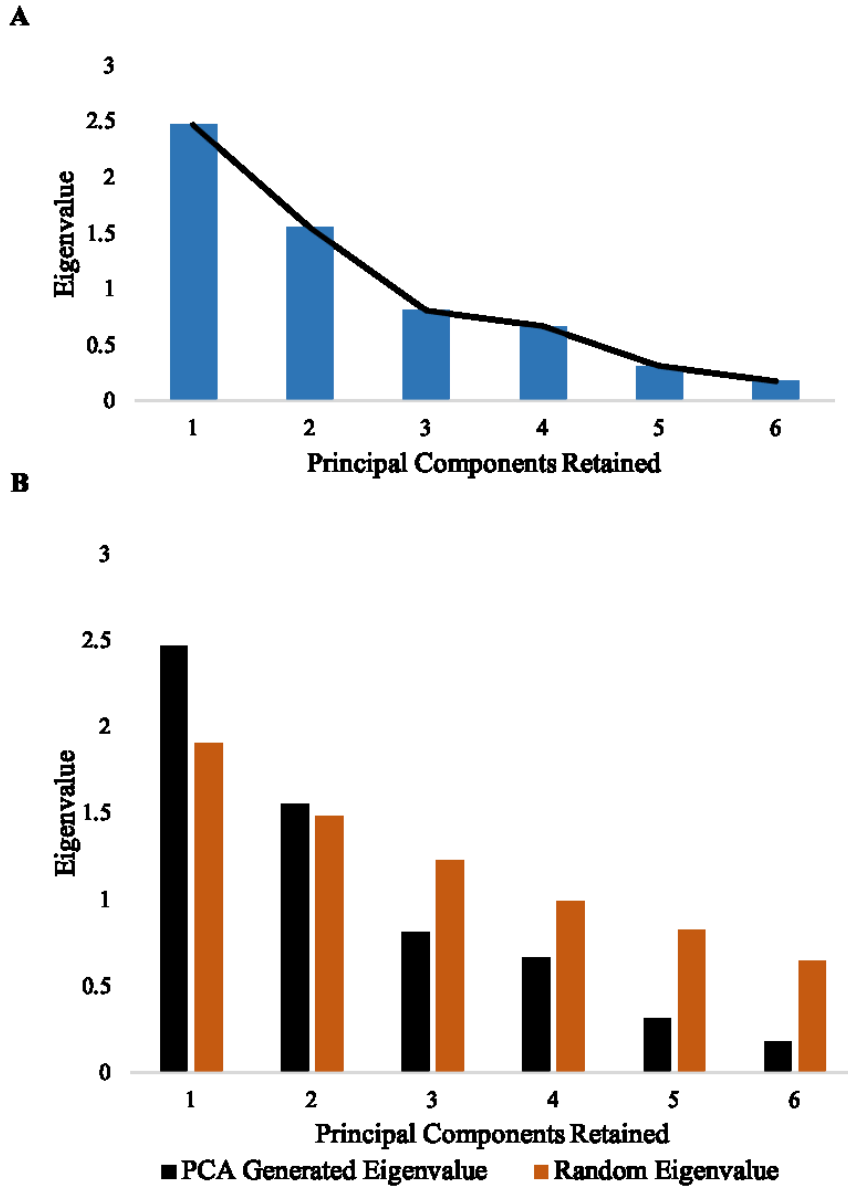 A
3
2.5
2
1.5
1
0.5
0
Eigenvalue
1 2 3 4 5 6
Principal Components Retained
B
3
2.5
2
1.5
1
0.5
0
Eigenvalue
1 2 3 4 5 6
Principal Components Retained
PCA Generated Eigenvalue Random Eigenvalue